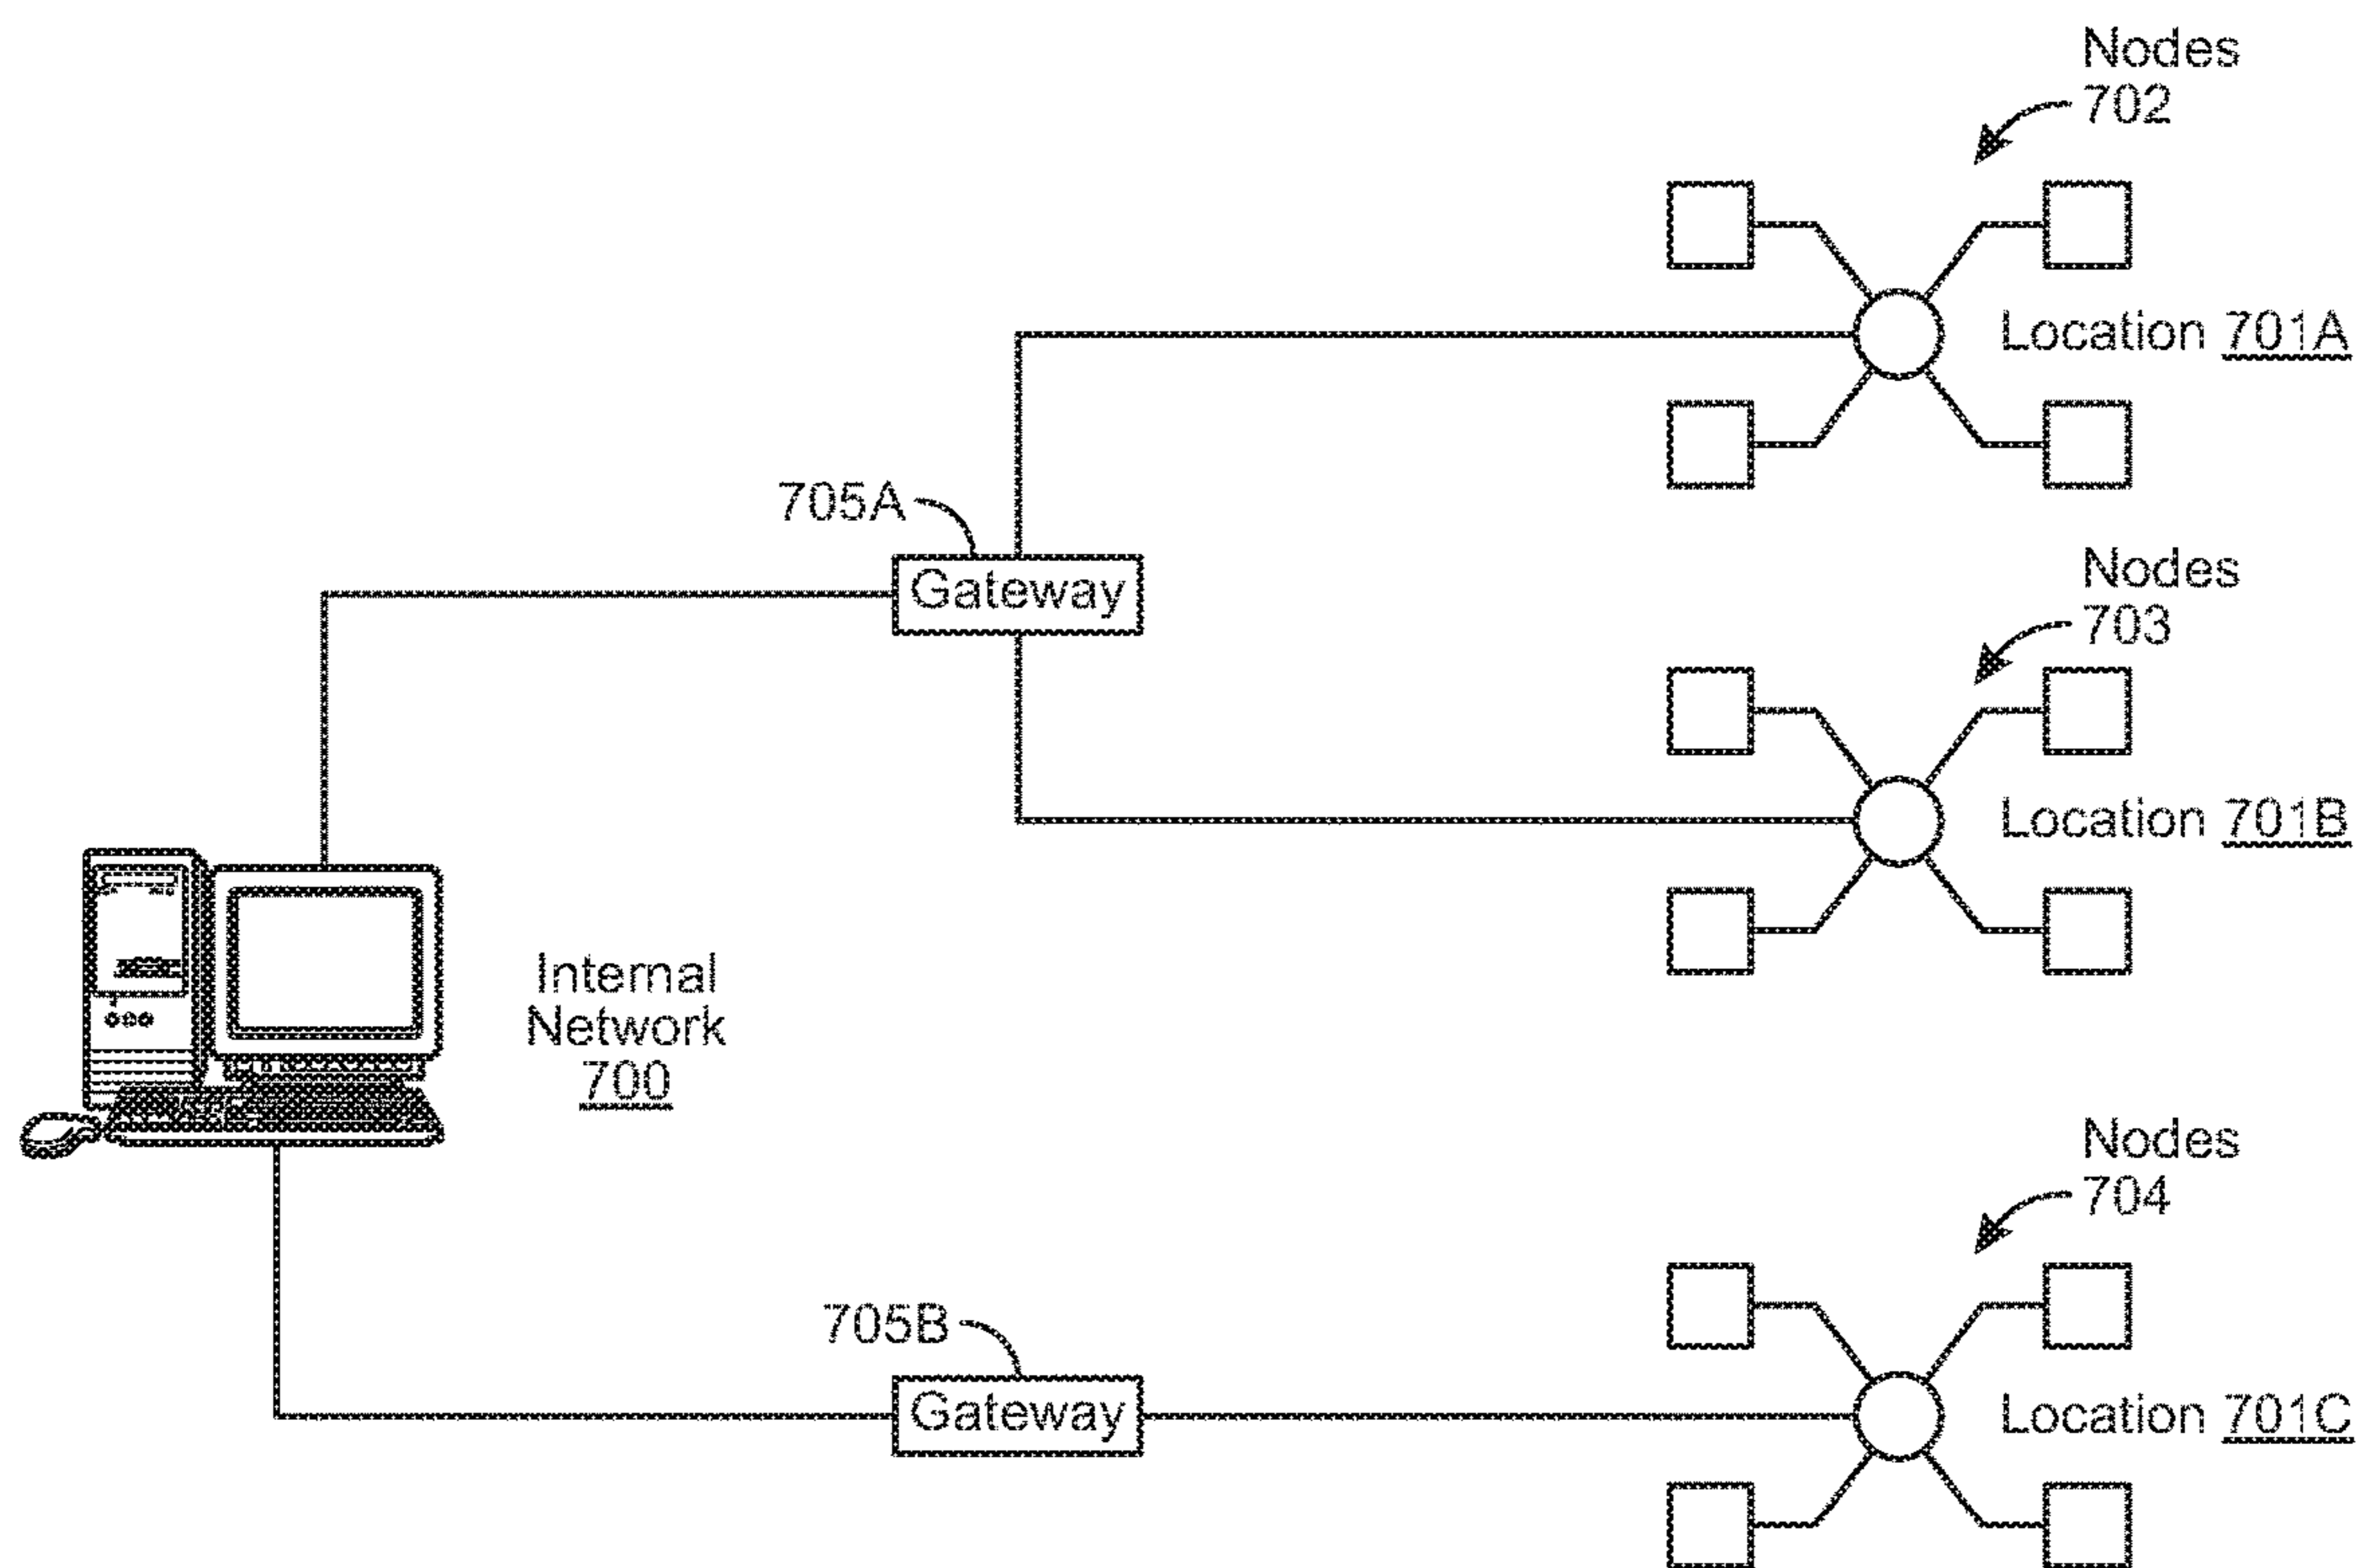 Nodes
702
Location 701A
705A
Gateway
Nodes
703
Location 701B
Internal
Network
700
Nodes
704
705B
Gateway
Location 701C